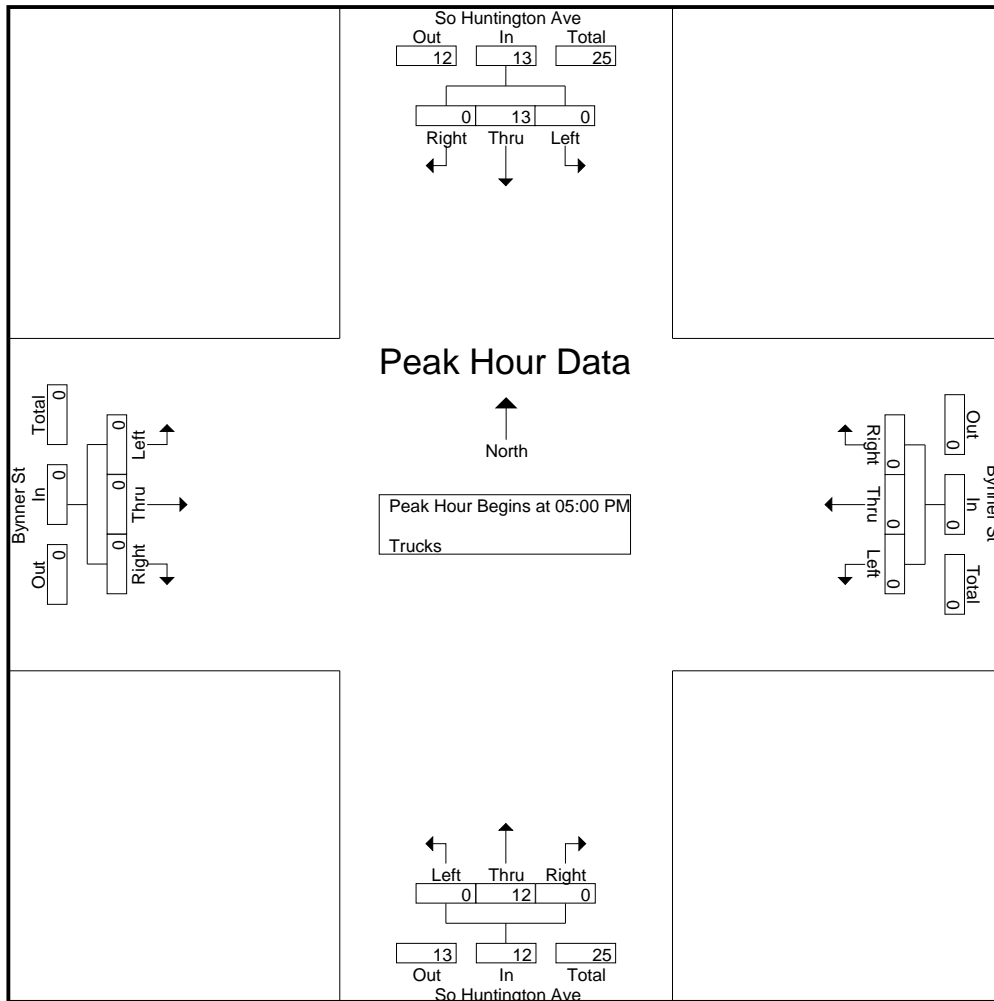 So Huntington Ave
Out In Total
12 13 25
0 13 0
Right Thru Left
Peak Hour Data
North
Peak Hour Begins at 05:00 PM
Trucks
Bynner St
Total In Out
0 0 0
0 0 0
Left Thru Right
Bynner St
Out In Total
0 0 0
0 0 0
Right Thru Left
Left Thru Right
0 12 0
13 12 25
Out In Total
So Huntington Ave